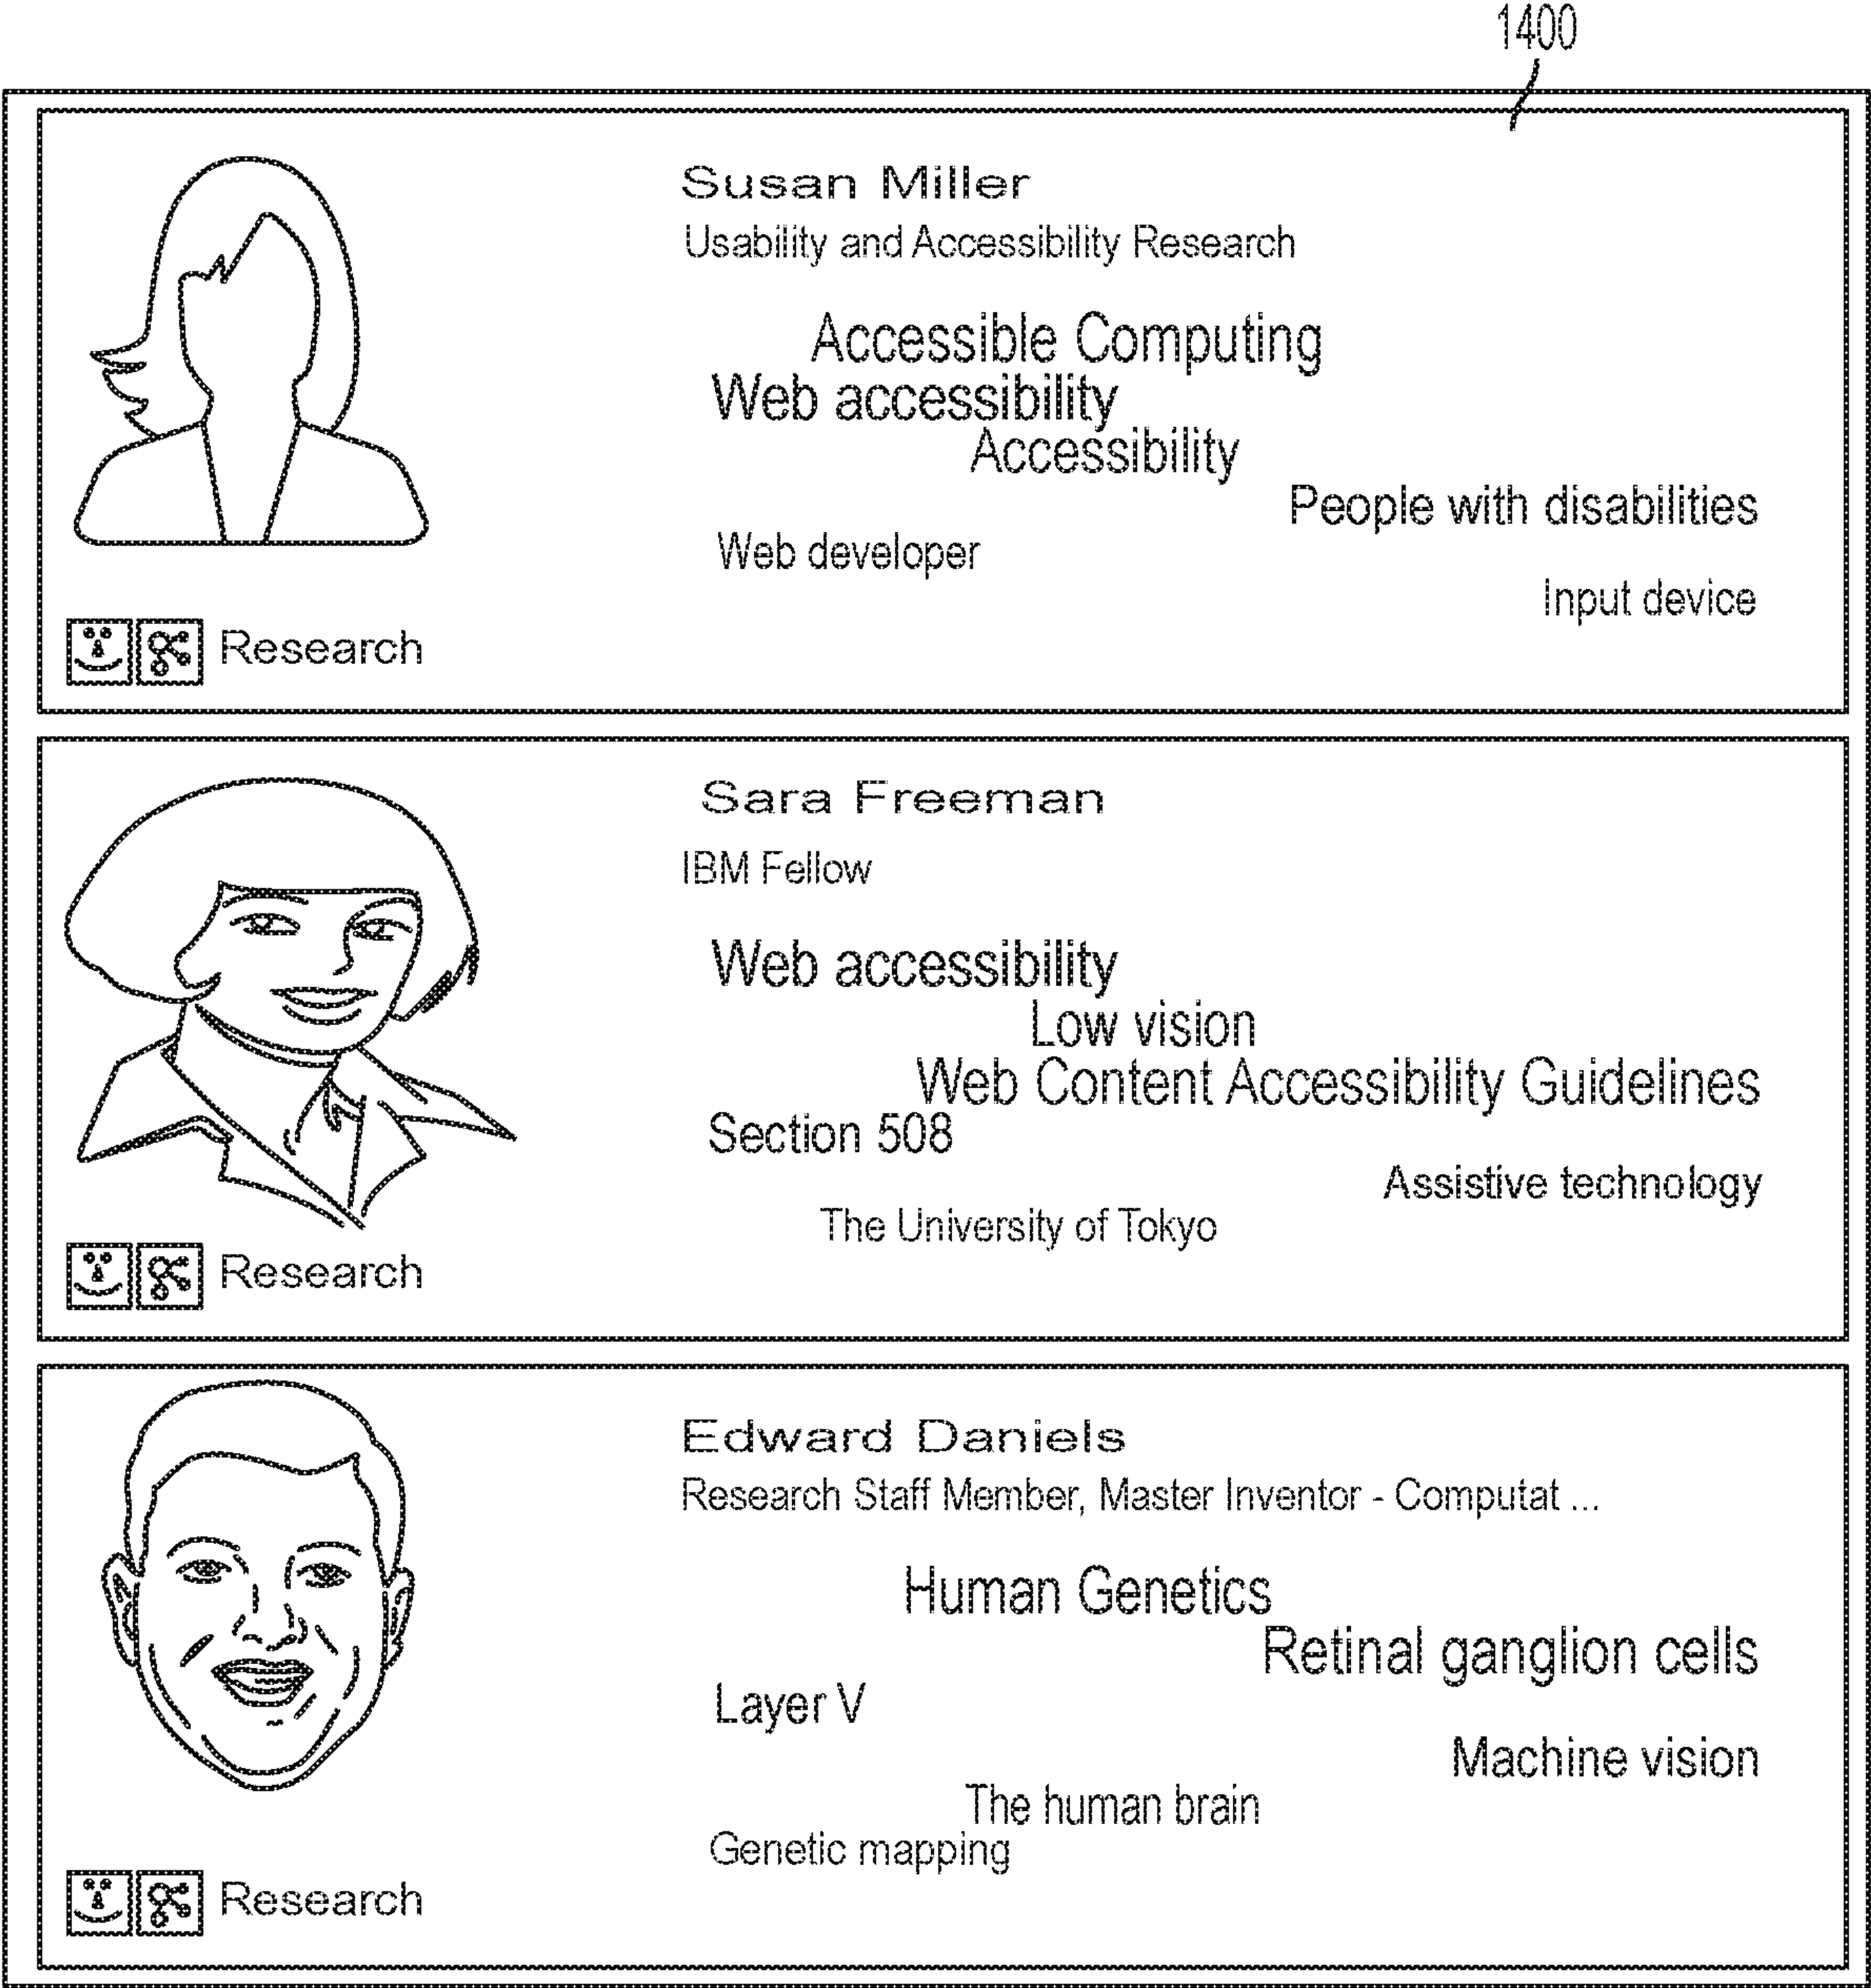 1400
Susan Miller
Usability and Accessibility Research
Accessible Computing
Web accessibility
Accessibility
People with disabilities
Web developer
Input device
Research
Sara Freeman
IBM Fellow
Web accessibility
Low vision
Web Content Accessibility Guidelines
Section 508
Assistive technology
The University of Tokyo
Research
Edward Daniels
Research Staff Member, Master Inventor - Computat ...
Human Genetics
Retinal ganglion cells
Layer V
Machine vision
The human brain
Genetic mapping
Research